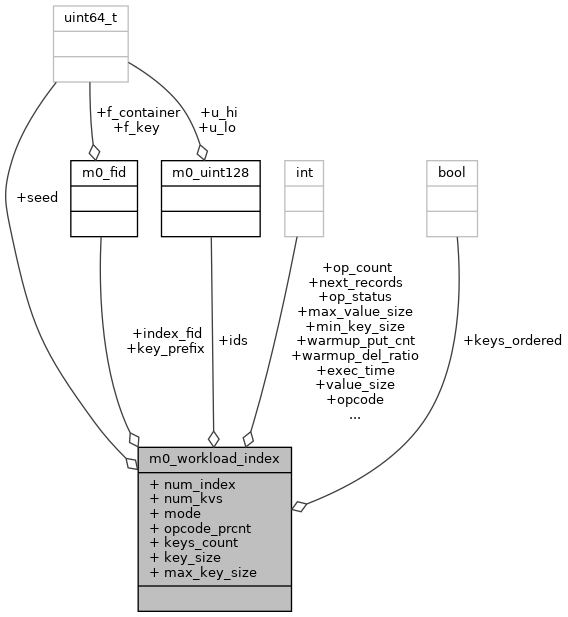 uint64_t
+f_container
+f_key
+u_hi
+u_lo
+seed
m0_fid
m0_uint128
int
bool
+index_fid
+key_prefix
+ids
+op_count
+next_records
+op_status
+max_value_size
+min_key_size
+warmup_put_cnt
+warmup_del_ratio
+exec_time
+value_size
+opcode
...
+keys_ordered
m0_workload_index
+ num_index
+ num_kvs
+ mode
+ opcode_prcnt
+ keys_count
+ key_size
+ max_key_size